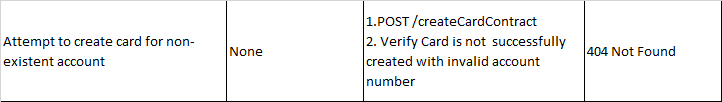 Attempt to create card for non-
existent account
None
1.POST /createCardContract
2. Verify Card is not  successfully
created with invalid account
number
404 Not Found